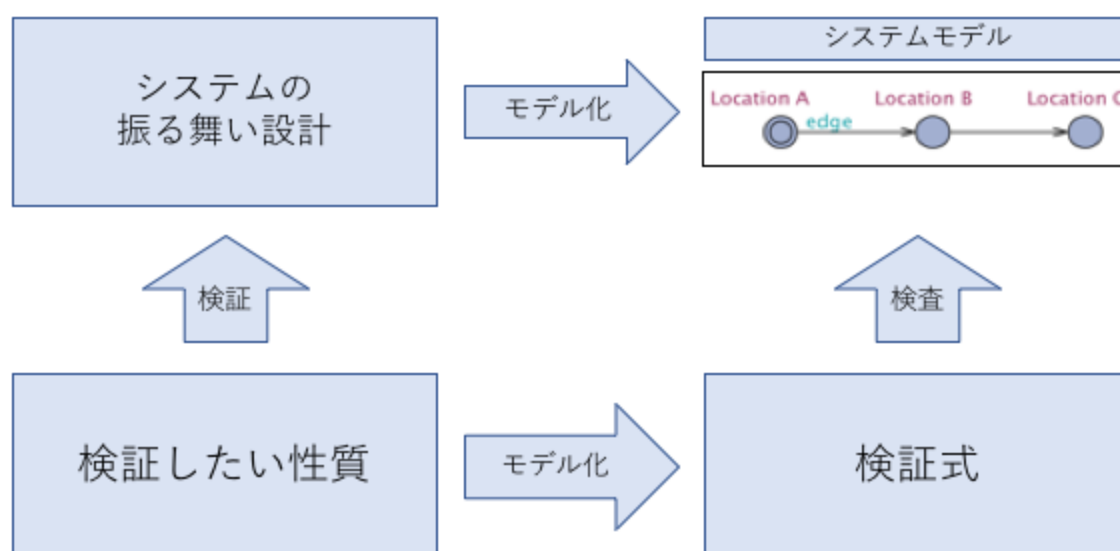 システムの
振る舞い設計
モデル化
システムモデル
Location A
Location B
Location C
edge
検証
検査
検証したい性質
モデル化
検証式